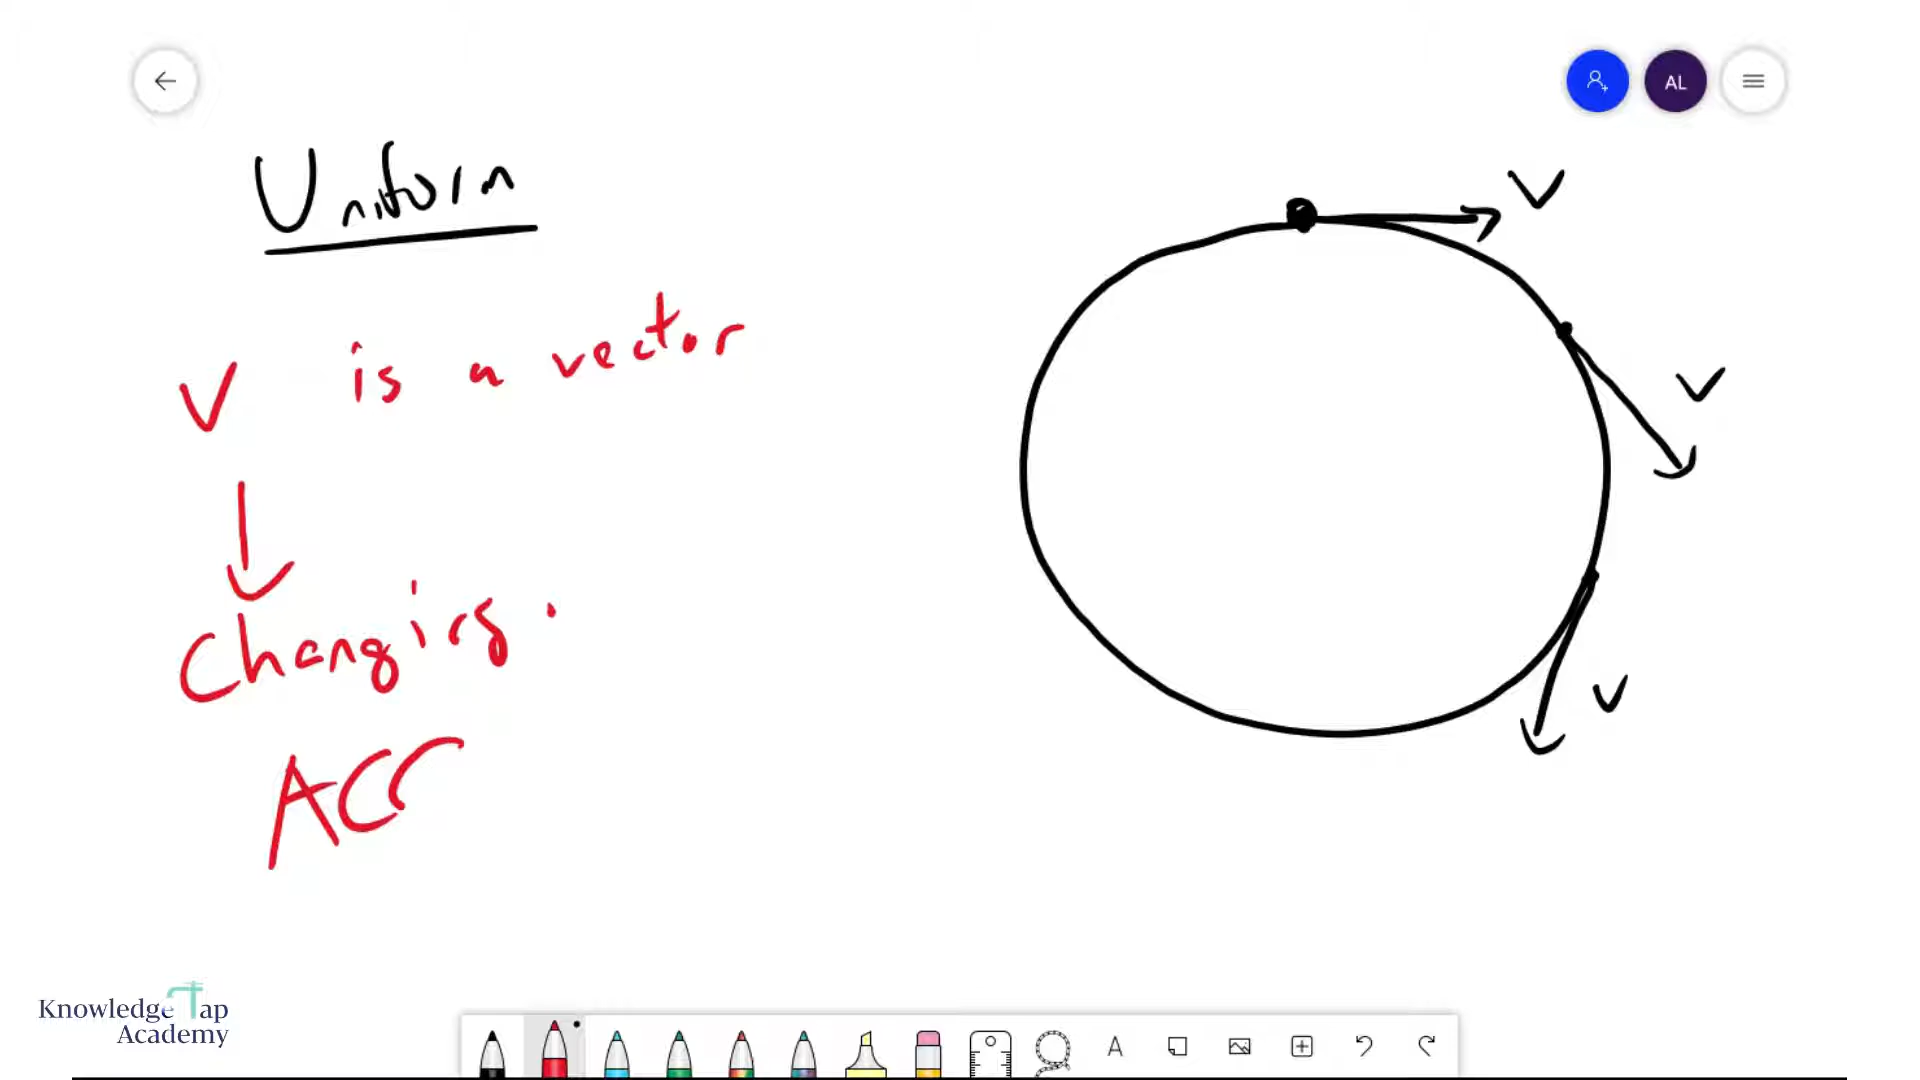 AL
Uniform
V
V is a vector
V
Changing.
V
ACC
Knowledge Tap
Academy
A